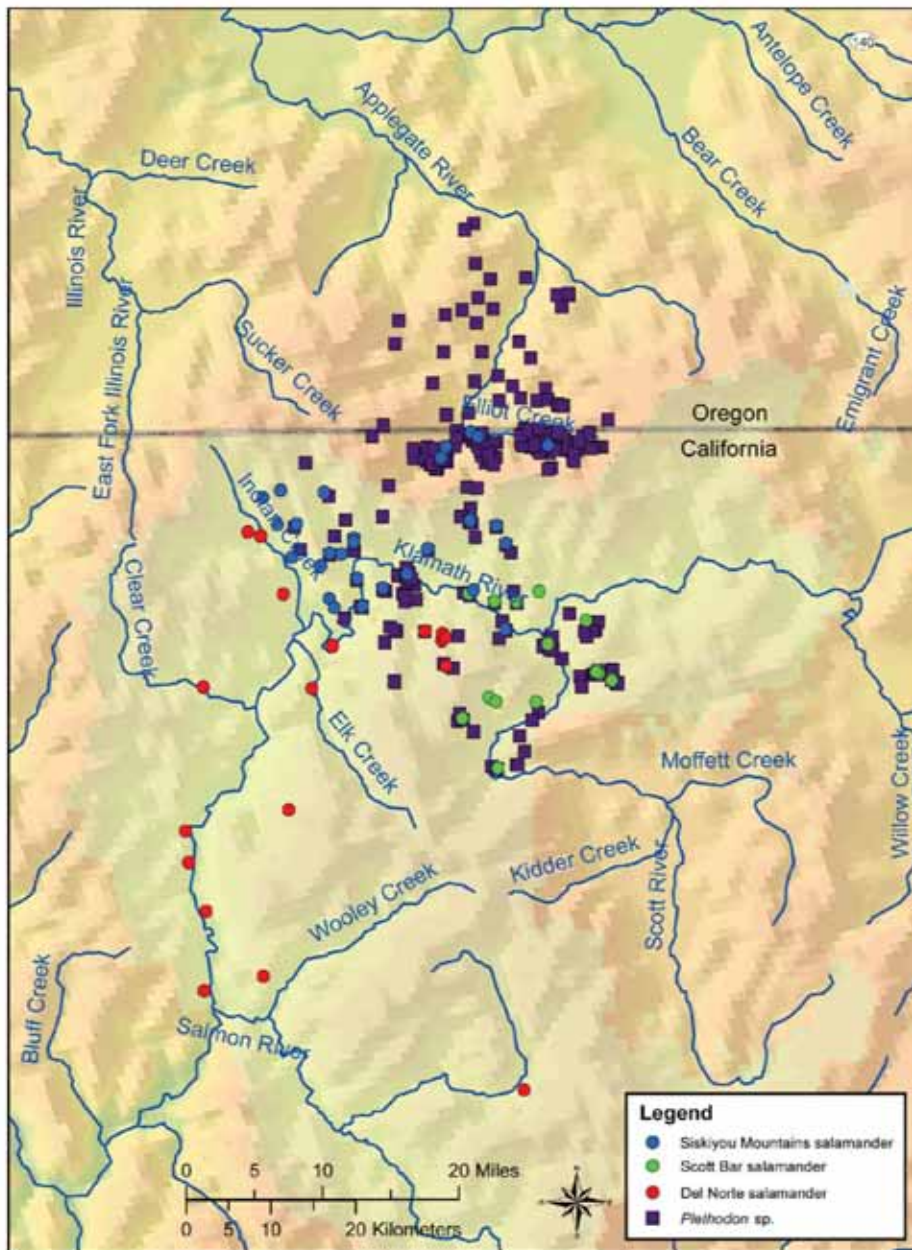 140
Antelope Creek
Applegate River
Bear Creek
Deer Creek
Illinois River
Sucker Creek
East Fork Illinois River
Emigrant Creek
Elliot Creek
Oregon
California
Indian Creek
Klamath River
Clear Creek
Elk Creek
Moffett Creek
Willow Creek
Kidder Creek
Scott River
Wooley Creek
Bluff Creek
Salmon River
Legend
Siskiyou Mountains salamander
Scott Bar salamander
Del Norte salamander
Plethodon sp.
0 5 10 20 Miles
0 5 10 20 Kilometers